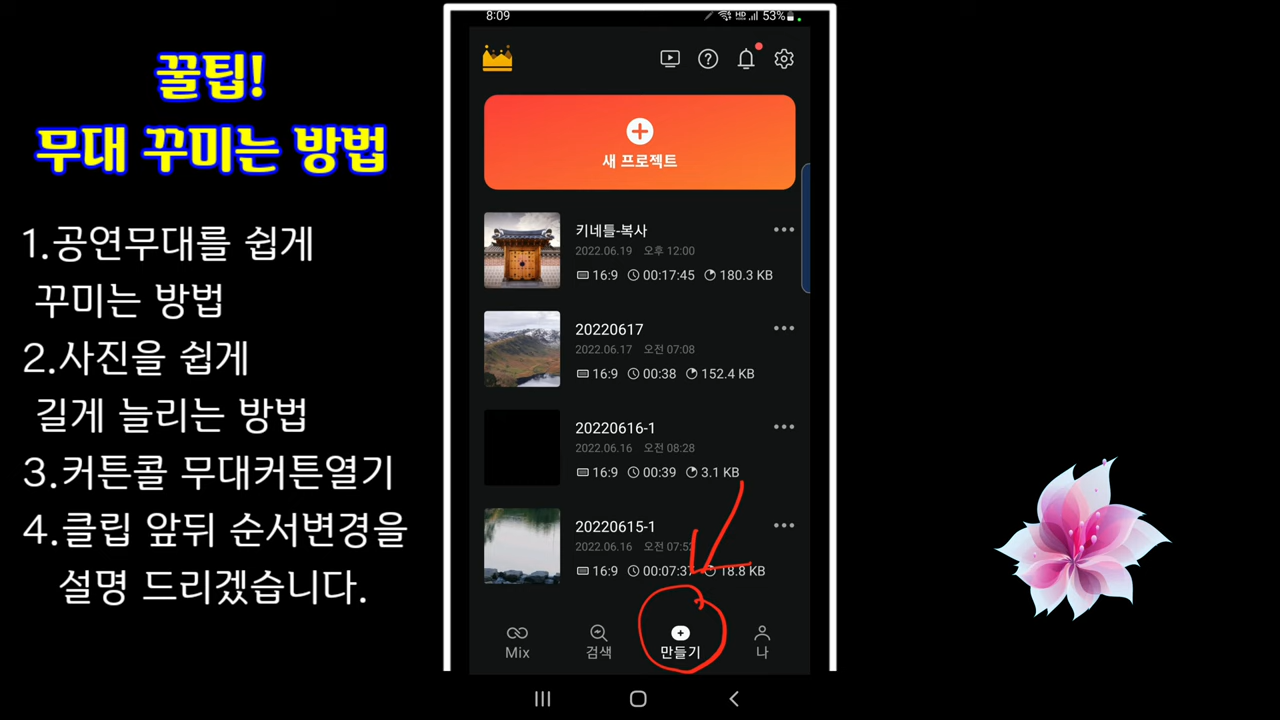 꿀팁!
무대 꾸미는 방법
1.공연무대를 쉽게
꾸미는 방법
2.사진을 쉽게
길게 늘리는 방법
3.커튼콜 무대커튼열기
4.클립 앞뒤 순서변경을
설명 드리겠습니다.
8:09
53%
새 프로젝트
키네틀-복사
2022.06.19 오후 12:00
16:9 00:17:45 180.3 KB
20220617
2022.06.17 오전 07:08
16:9 00:38 152.4 KB
20220616-1
2022.06.16 오전 08:28
16:9 00:39 3.1 KB
20220615-1
2022.06.16 오전 07:52
16:9 00:07:37 18.8 KB
Mix 검색 만들기 나